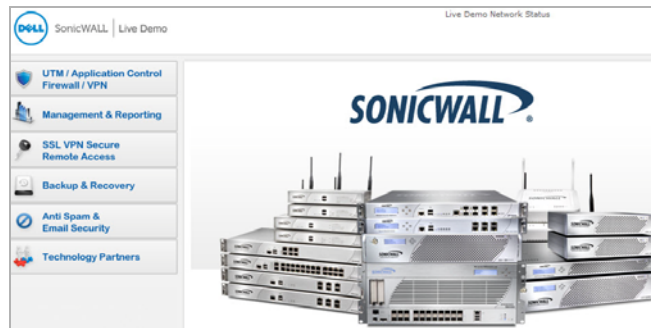 DELL SonicWALL | Live Demo
Live Demo Network Status
UTM / Application Control
Firewall / VPN
Management & Reporting
SSL VPN Secure
Remote Access
Backup & Recovery
Anti Spam &
Email Security
Technology Partners
SONICWALL
SONICWALL